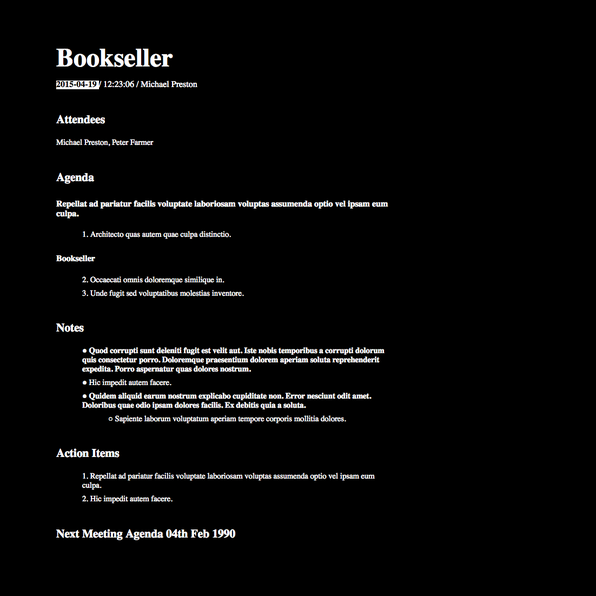 Bookseller
2015-04-19 / 12:23:06 / Michael Preston
Attendees
Michael Preston, Peter Farmer
Agenda
Repellat ad pariatur facilis voluptate laboriosam voluptas assumenda optio vel ipsam eum
culpa.
1. Architecto quas autem quae culpa distinctio.
Bookseller
2. Occaecati omnis doloremque similique in.
3. Unde fugit sed voluptatibus molestias inventore.
Notes
● Quod corrupti sunt deleniti fugit est velit aut. Iste nobis temporibus a corrupti dolorum
quis consectetur porro. Doloremque praesentium dolorem aperiam soluta reprehenderit
expedita. Porro aspernatur quas dolores nostrum.
● Hic impedit autem facere.
● Quidem aliquid earum nostrum explicabo cupiditate non. Error nesciunt odit amet.
Doloribus quae odio ipsam dolores facilis. Ex debitis quia a soluta.
○ Sapiente laborum voluptatum aperiam tempore corporis mollitia dolores.
Action Items
1. Repellat ad pariatur facilis voluptate laboriosam voluptas assumenda optio vel ipsam eum
culpa.
2. Hic impedit autem facere.
Next Meeting Agenda 04th Feb 1990